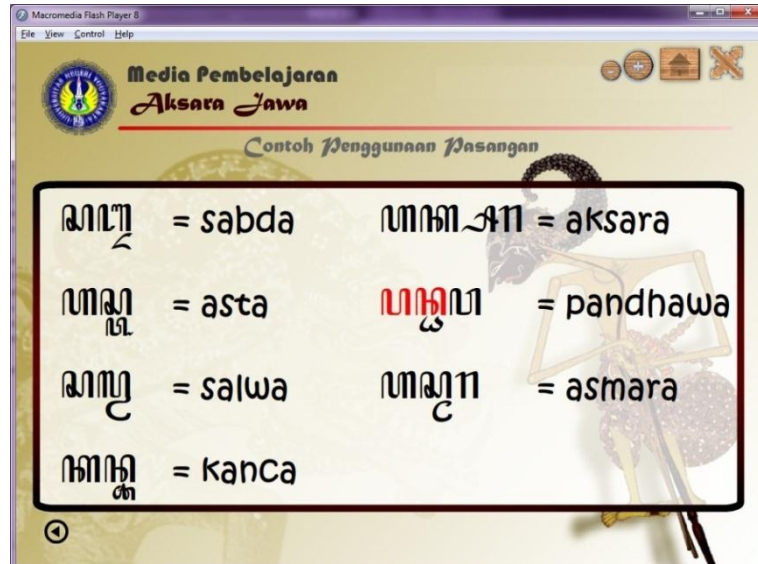 Macromedia Flash Player 8
File View Control Help
Media Pembelajaran
Aksara Jawa
Contoh Penggunaan Pasangan
ꦱꦧ꧀ꦢ = sabda ꦲꦏ꧀ꦱꦫ = aksara
ꦲꦱ꧀ꦠ = asta ꦥꦤ꧀ꦝꦮ = pandhawa
ꦱꦭ꧀ꦮ = salwa ꦲꦱ꧀ꦩꦫ = asmara
ꦏꦤ꧀ꦕ = kanca